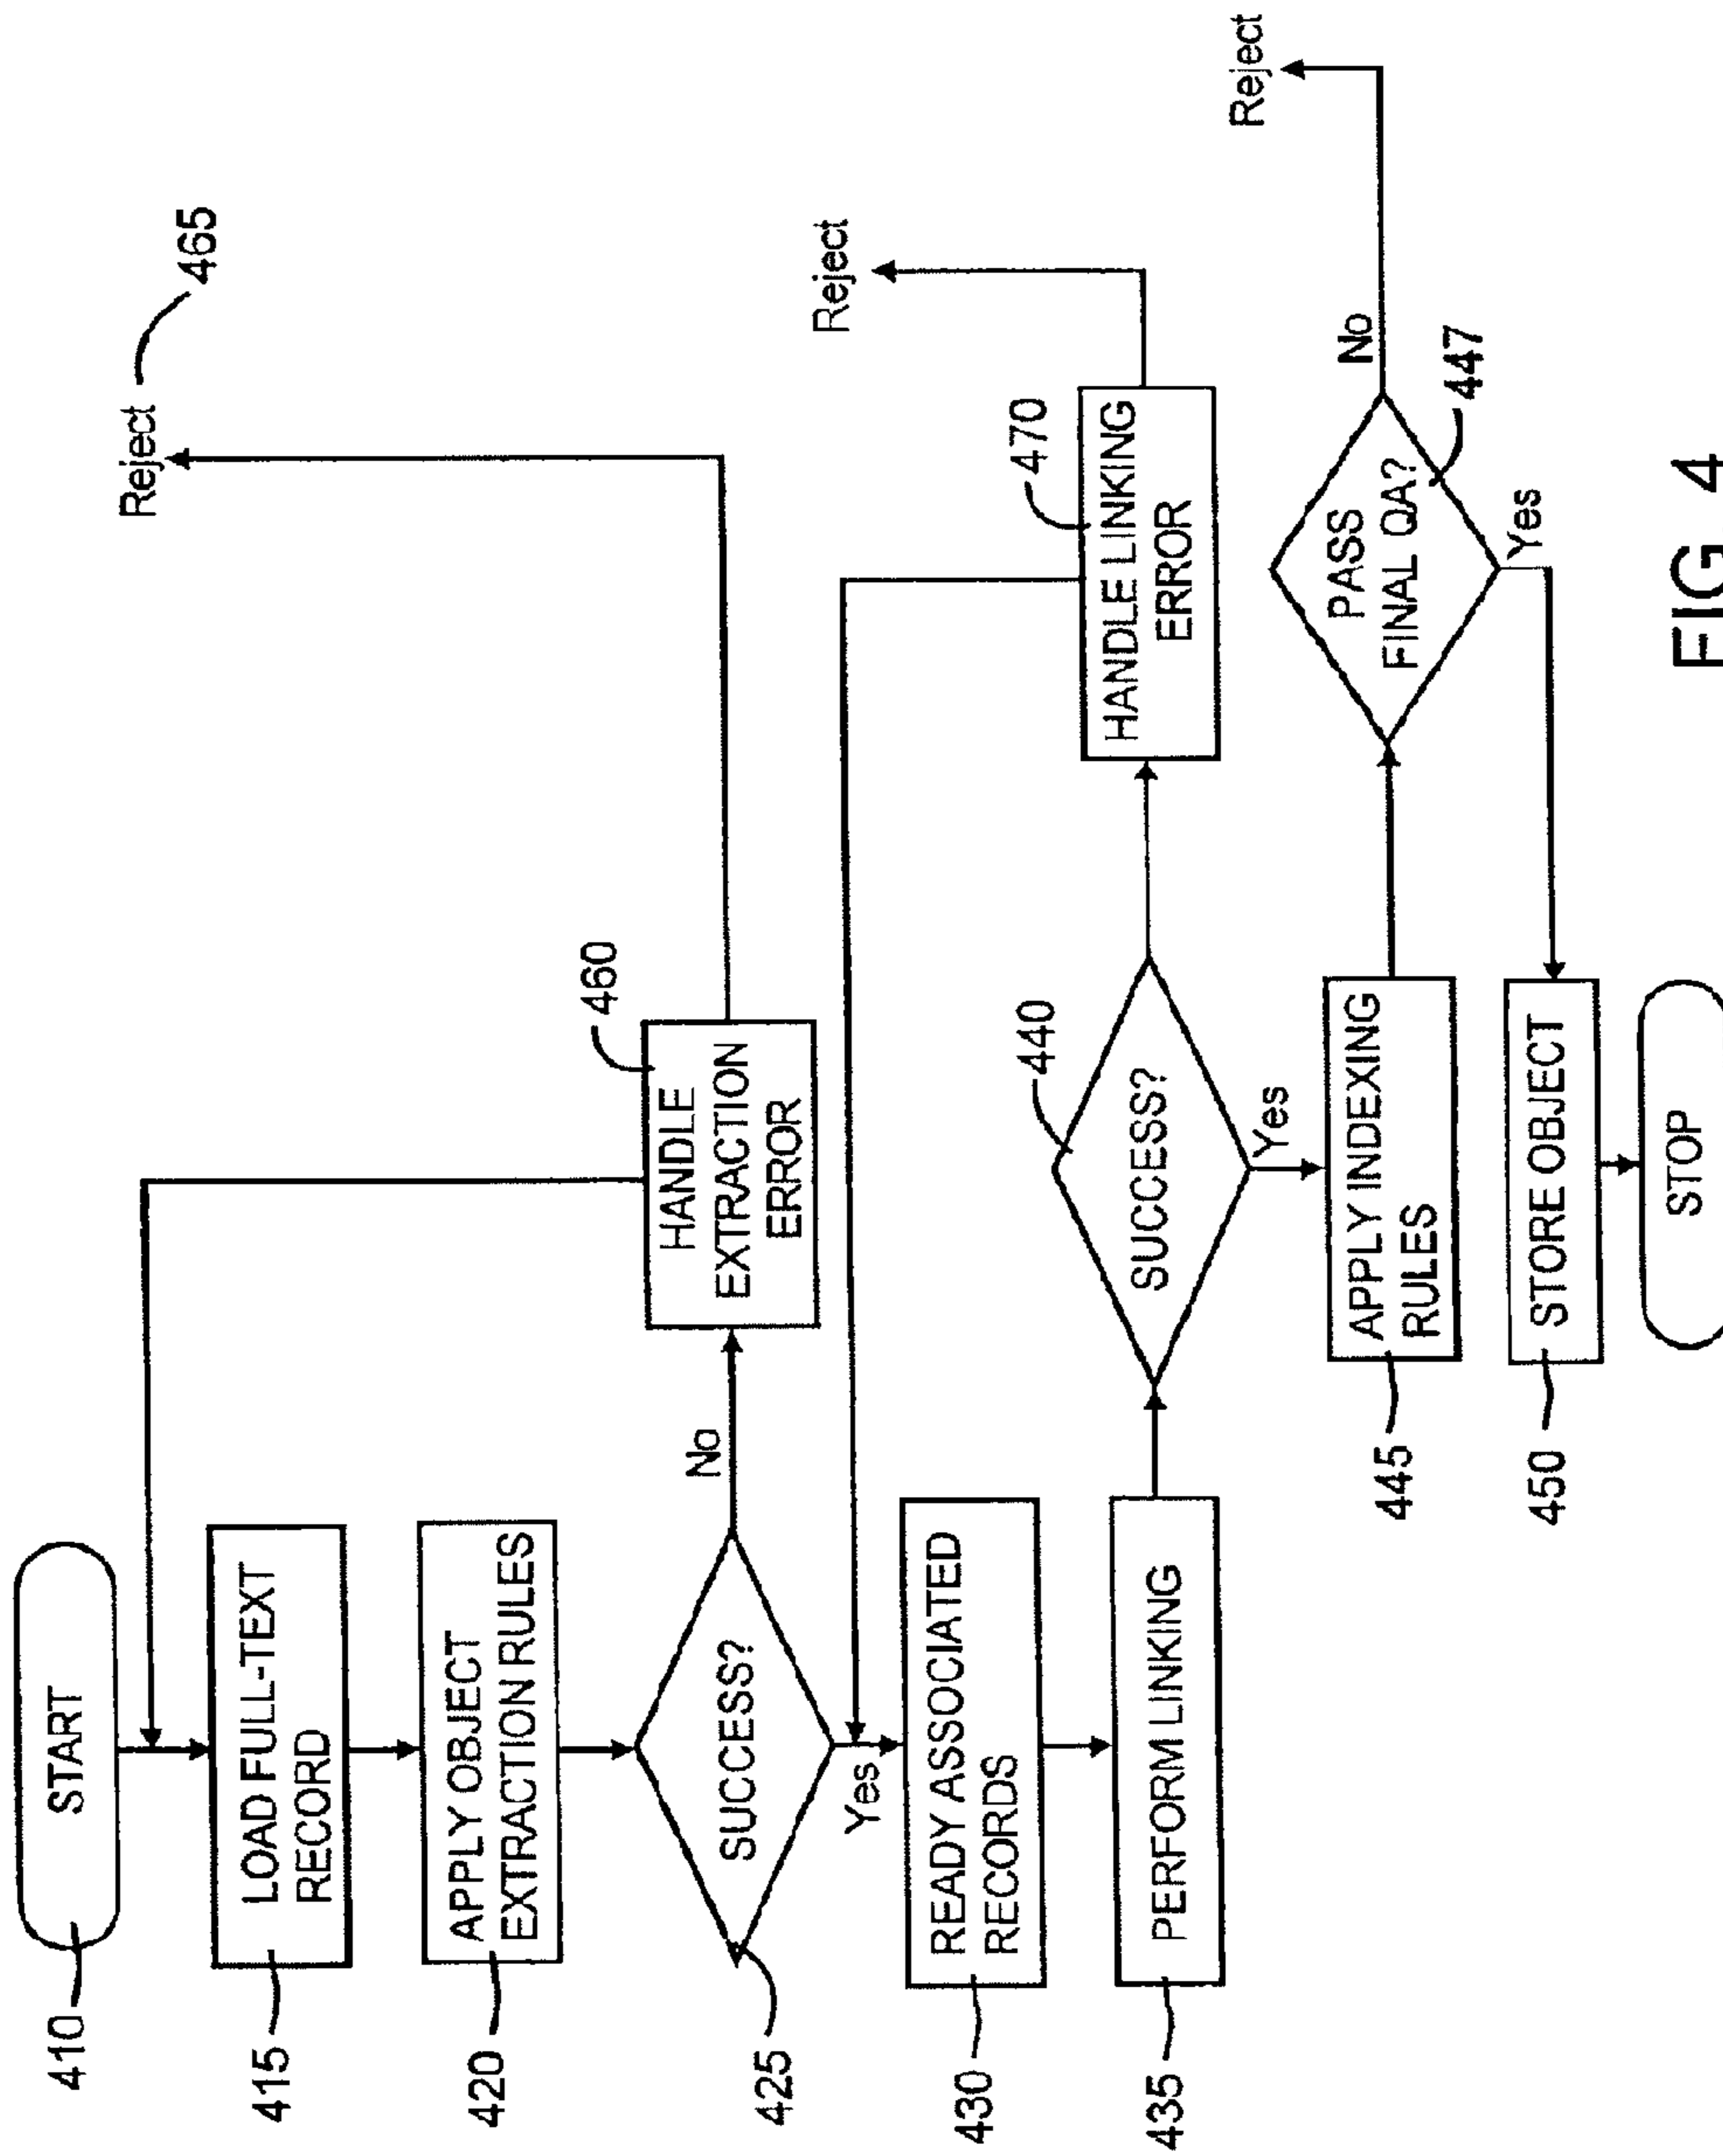 410
START
415
LOAD FULL-TEXT
RECORD
420
APPLY OBJECT
EXTRACTION RULES
425
SUCCESS?
No
460
HANDLE
EXTRACTION
ERROR
Reject
465
Yes
430
READY ASSOCIATED
RECORDS
435
PERFORM LINKING
440
SUCCESS?
470
HANDLE LINKING
ERROR
Reject
Yes
445
APPLY INDEXING
RULES
PASS
FINAL QA?
447
No
Reject
Yes
450
STORE OBJECT
STOP
FIG 4